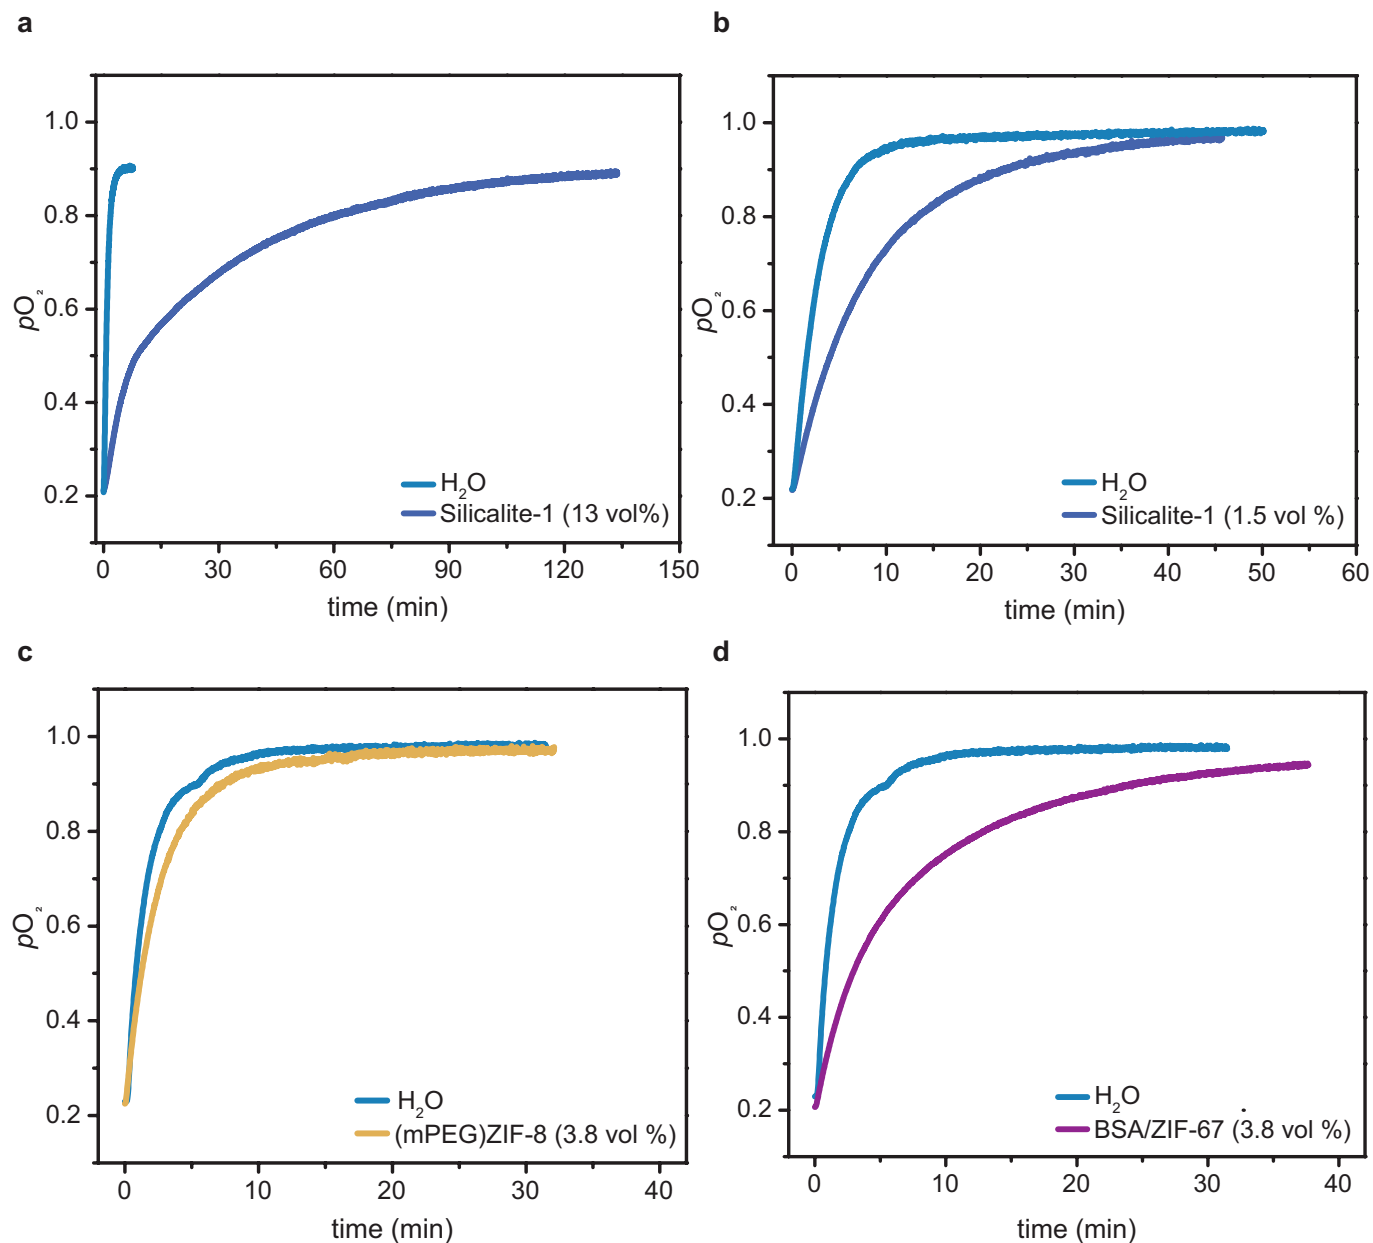 a
1.0
0.8
0.6
0.4
0.2
pO₂
0 30 60 90 120 150
time (min)
H₂O
Silicalite-1 (13 vol%)
b
1.0
0.8
0.6
0.4
0.2
pO₂
0 10 20 30 40 50 60
time (min)
H₂O
Silicalite-1 (1.5 vol %)
c
1.0
0.8
0.6
0.4
0.2
pO₂
0 10 20 30 40
time (min)
H₂O
(mPEG)ZIF-8 (3.8 vol %)
d
1.0
0.8
0.6
0.4
0.2
pO₂
0 10 20 30 40
time (min)
H₂O
BSA/ZIF-67 (3.8 vol %)